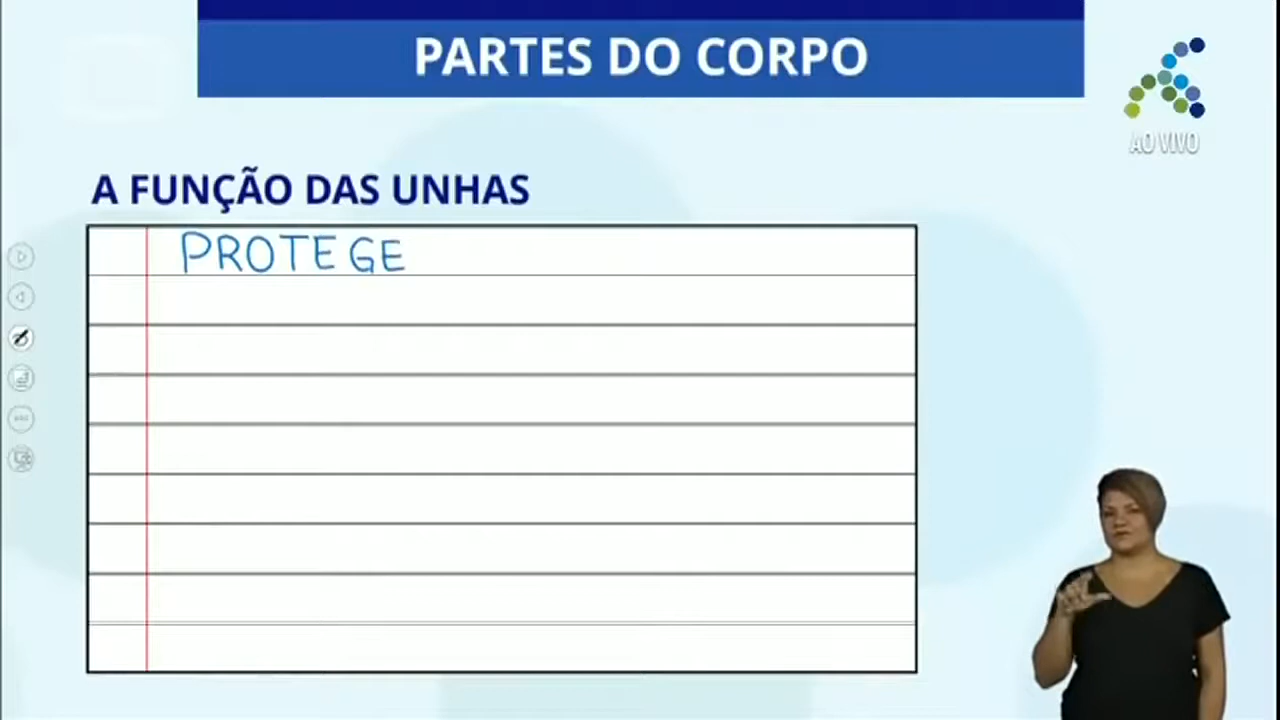 PARTES DO CORPO
AO VIVO
A FUNÇÃO DAS UNHAS
PROTEGE